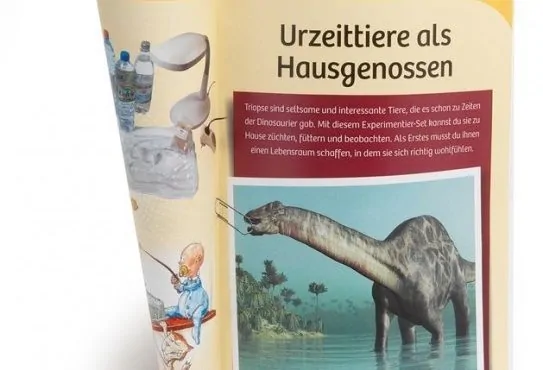 Urzeittiere als
Hausgenossen
Triopse sind seltsame und interessante Tiere, die es schon zu Zeiten
der Dinosaurier gab. Mit diesem Experimentier-Set kannst du sie zu
Hause züchten, füttern und beobachten. Als Erstes musst du ihnen
einen Lebensraum schaffen, in dem sie sich richtig wohlfühlen.